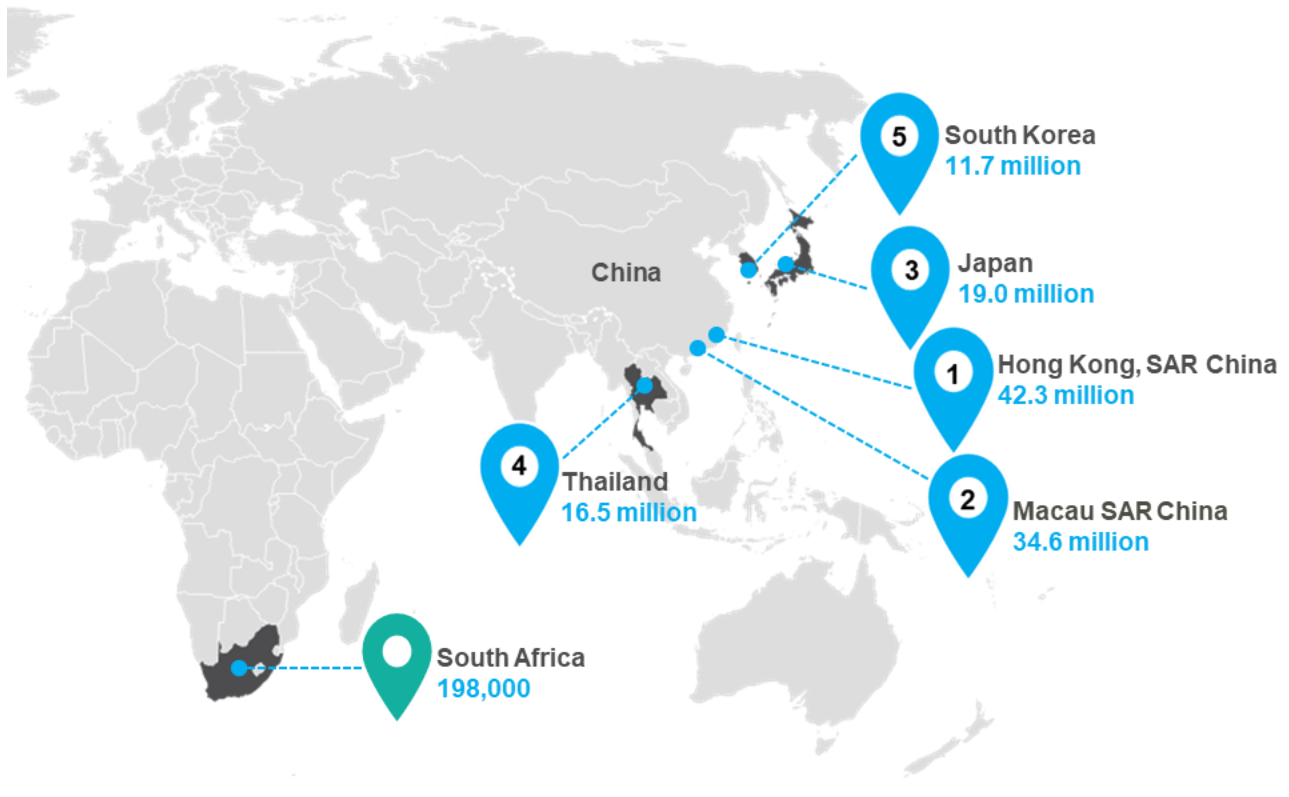 5
South Korea
11.7 million
China
3
Japan
19.0 million
1
Hong Kong, SAR China
42.3 million
4
Thailand
16.5 million
2
Macau SAR China
34.6 million
South Africa
198,000